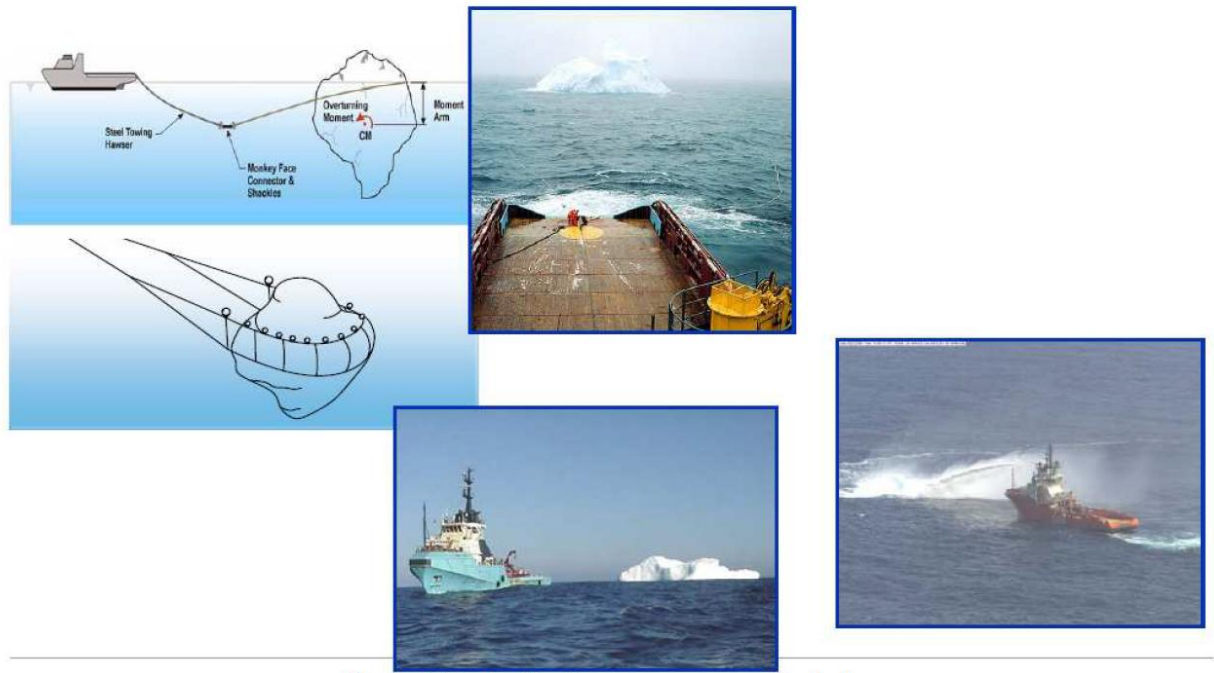 Overturning
Moment
CM
Moment
Arm
Steel Towing
Hawser
Monkey Face
Connector &
Shackles